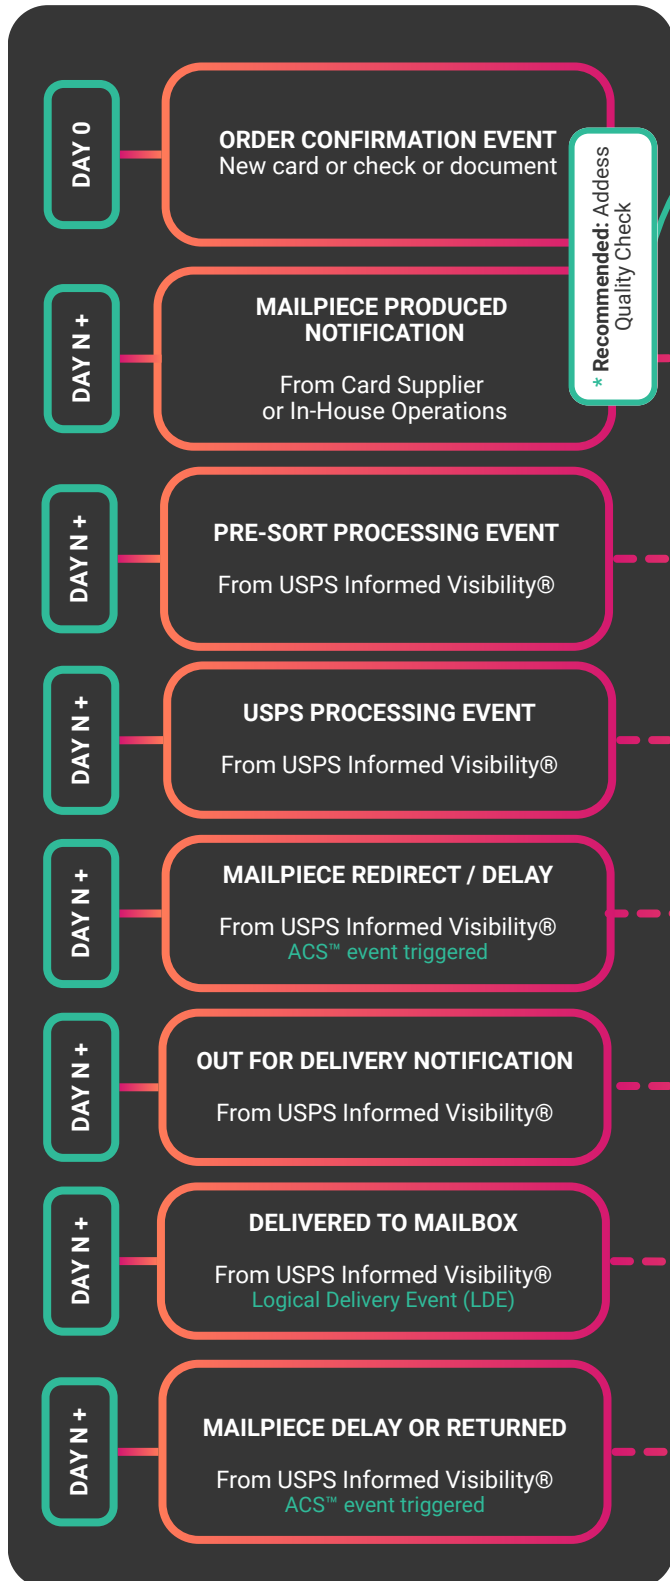 DAY 0
ORDER CONFIRMATION EVENT
New card or check or document
* Recommended: Addess
Quality Check
DAY N +
MAILPIECE PRODUCED
NOTIFICATION
From Card Supplier
or In-House Operations
DAY N +
PRE-SORT PROCESSING EVENT
From USPS Informed Visibility®
DAY N +
USPS PROCESSING EVENT
From USPS Informed Visibility®
DAY N +
MAILPIECE REDIRECT / DELAY
From USPS Informed Visibility®
ACS™ event triggered
DAY N +
OUT FOR DELIVERY NOTIFICATION
From USPS Informed Visibility®
DAY N +
DELIVERED TO MAILBOX
From USPS Informed Visibility®
Logical Delivery Event (LDE)
DAY N +
MAILPIECE DELAY OR RETURNED
From USPS Informed Visibility®
ACS™ event triggered